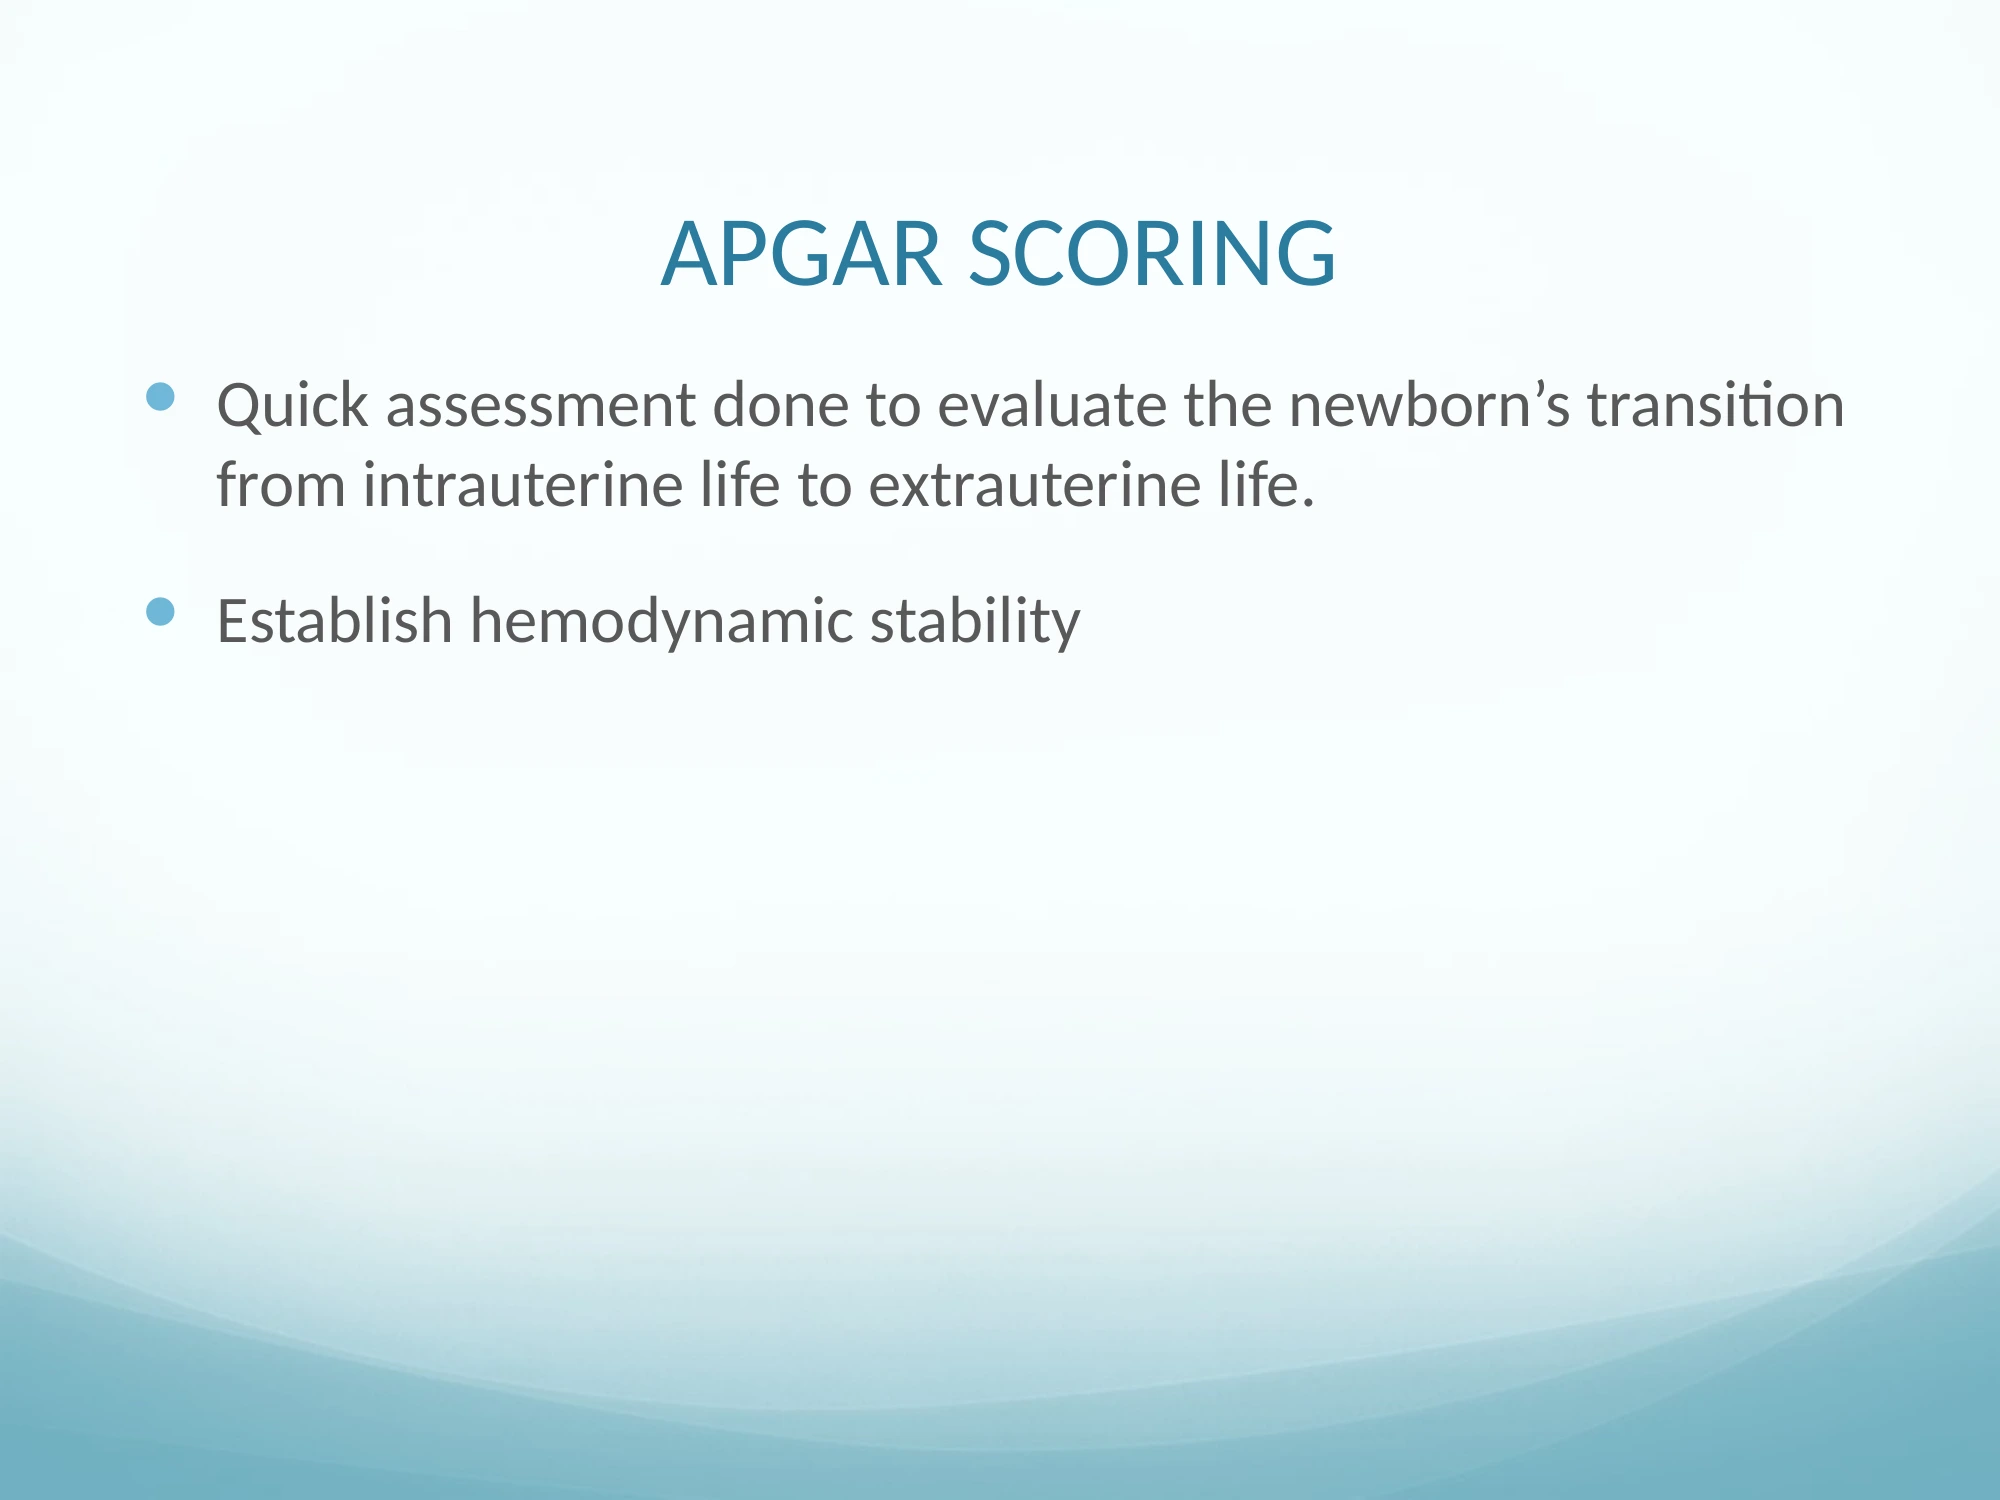 APGAR SCORING
• Quick assessment done to evaluate the newborn’s transition
from intrauterine life to extrauterine life.
• Establish hemodynamic stability